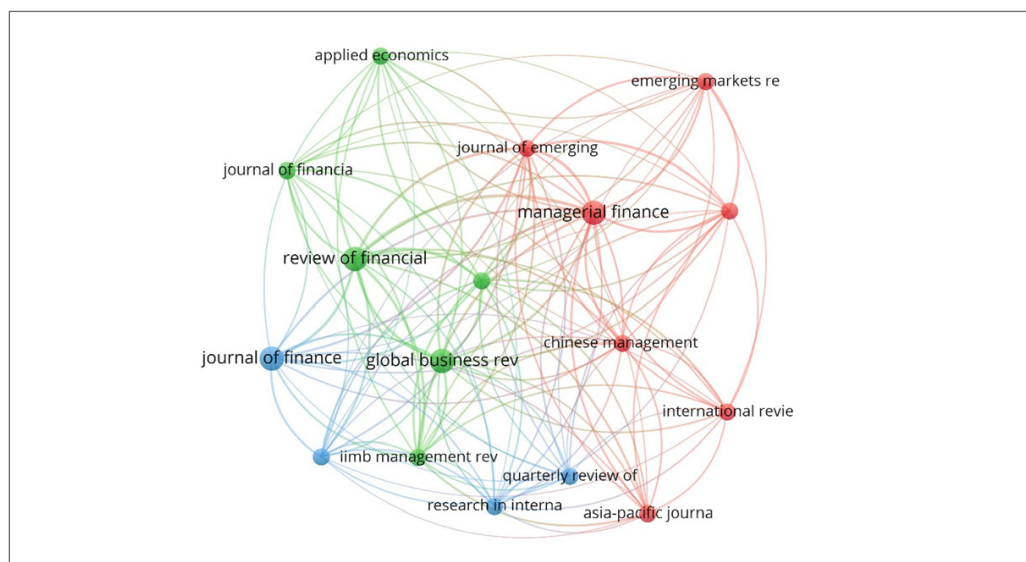 applied economics
emerging markets re
journal of emerging
journal of financia
managerial finance
review of financial
chinese management
journal of finance
global business rev
international revie
iimb management rev
quarterly review of
research in interna
asia-pacific journa